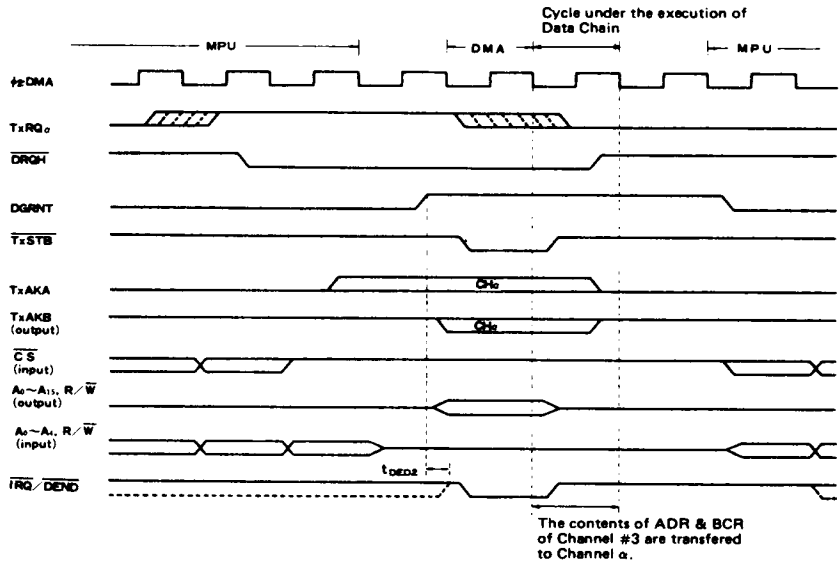 Cycle under the execution of
Data Chain
MPU
DMA
MPU
φ2DMA
TxRQα
DRQH
DGRNT
TxSTB
TxAKA
CHα
TxAKB
(output)
CHα
CS
(input)
A0~A15, R/W
(output)
A0~A4, R/W
(input)
tDED2
IRQ/DEND
The contents of ADR & BCR
of Channel #3 are transfered
to Channel α.